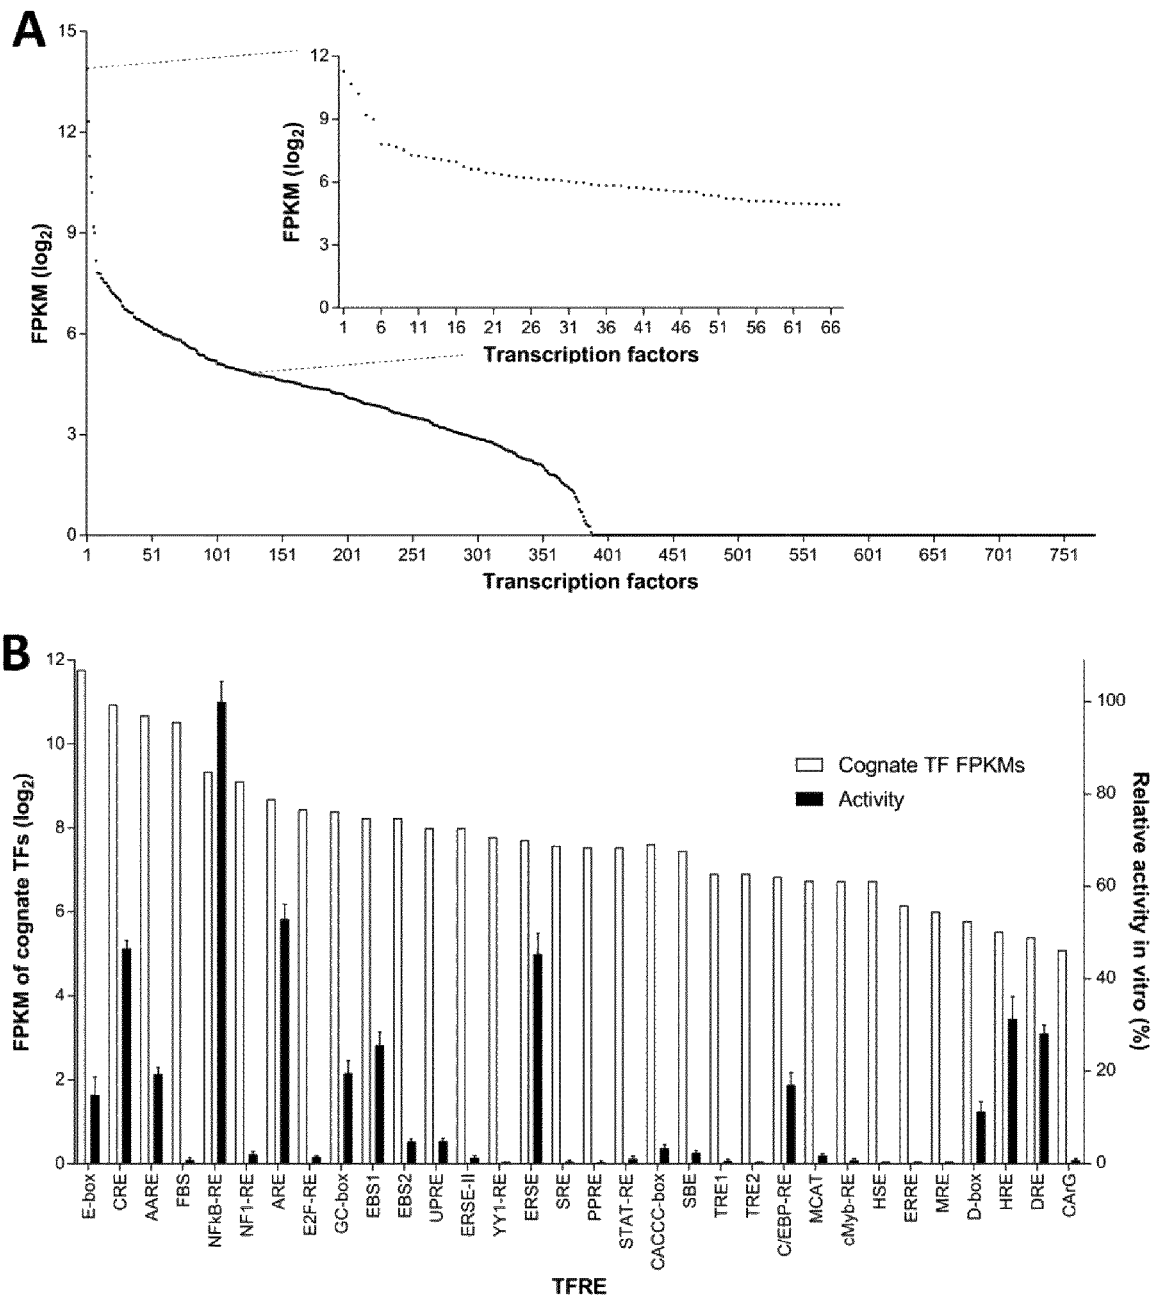 A
15
12
9
6
3
0
FPKM (log2)
1 51 101 151 201 251 301 351 401 451 501 551 601 651 701 751
Transcription factors
12
9
6
3
0
FPKM (log2)
1 6 11 16 21 26 31 36 41 46 51 56 61 66
Transcription factors
B
12
10
8
6
4
2
0
FPKM of cognate TFs (log2)
Cognate TF FPKMs
Activity
100
80
60
40
20
0
Relative activity in vitro (%)
E-box
CRE
AARE
FBS
NFkB-RE
NF1-RE
ARE
E2F-RE
GC-box
EBS1
EBS2
UPRE
ERSE-II
YY1-RE
ERSE
SRE
PPRE
STAT-RE
CACCC-box
SBE
TRE1
TRE2
C/EBP-RE
MCAT
cMyb-RE
HSE
ERRE
MRE
D-box
HRE
DRE
CArG
TFRE